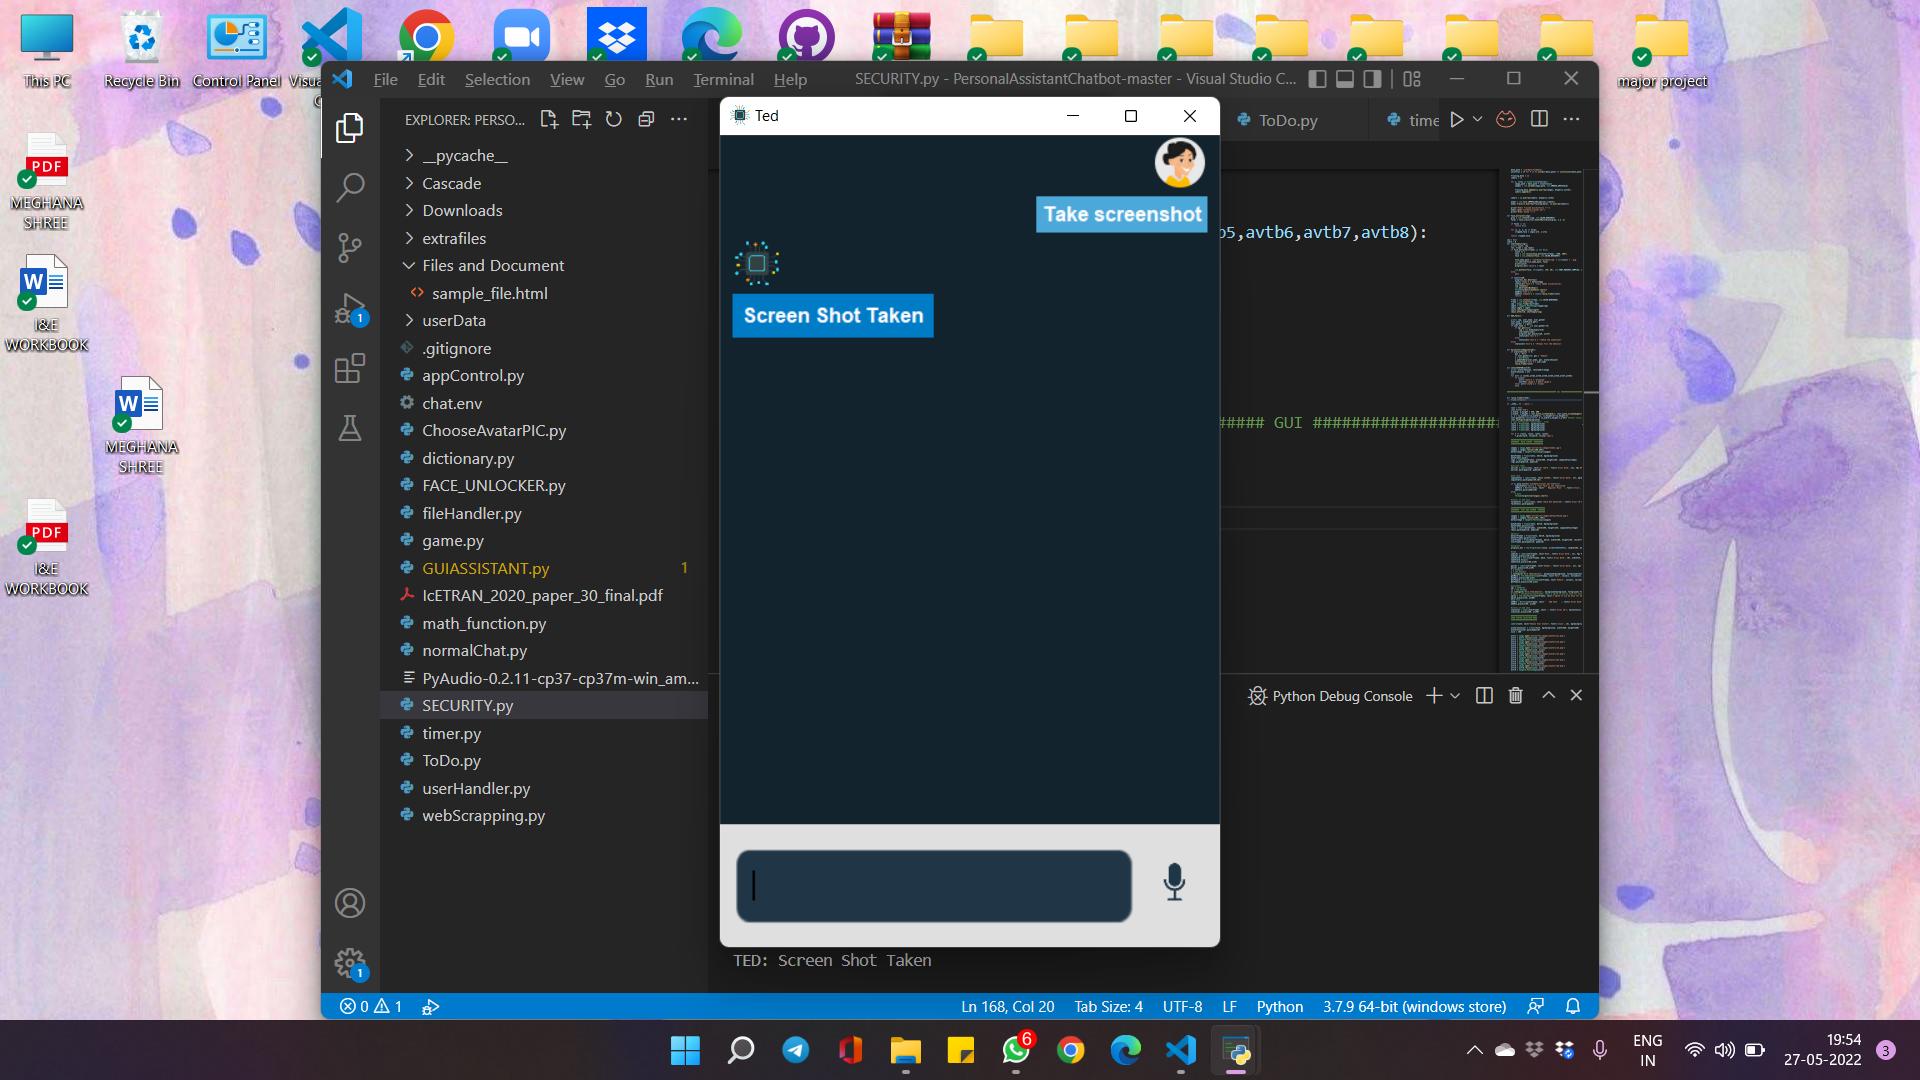 This PC
Recycle Bin
Control Panel
major project
MEGHANA
SHREE
I&E
WORKBOOK
MEGHANA
SHREE
I&E
WORKBOOK
File Edit Selection View Go Run Terminal Help
SECURITY.py - PersonalAssistantChatbot-master - Visual Studio C...
EXPLORER: PERSO...
__pycache__
Cascade
Downloads
extrafiles
Files and Document
sample_file.html
userData
.gitignore
appControl.py
chat.env
ChooseAvatarPIC.py
dictionary.py
FACE_UNLOCKER.py
fileHandler.py
game.py
GUIASSISTANT.py 1
IcETRAN_2020_paper_30_final.pdf
math_function.py
normalChat.py
PyAudio-0.2.11-cp37-cp37m-win_am...
SECURITY.py
timer.py
ToDo.py
userHandler.py
webScrapping.py
1
1
Ted
Take screenshot
Screen Shot Taken
ToDo.py
time
5,avtb6,avtb7,avtb8):
##### GUI ####################
Python Debug Console
TED: Screen Shot Taken
0 1
Ln 168, Col 20 Tab Size: 4 UTF-8 LF Python 3.7.9 64-bit (windows store)
6
ENG
IN
19:54
27-05-2022
3